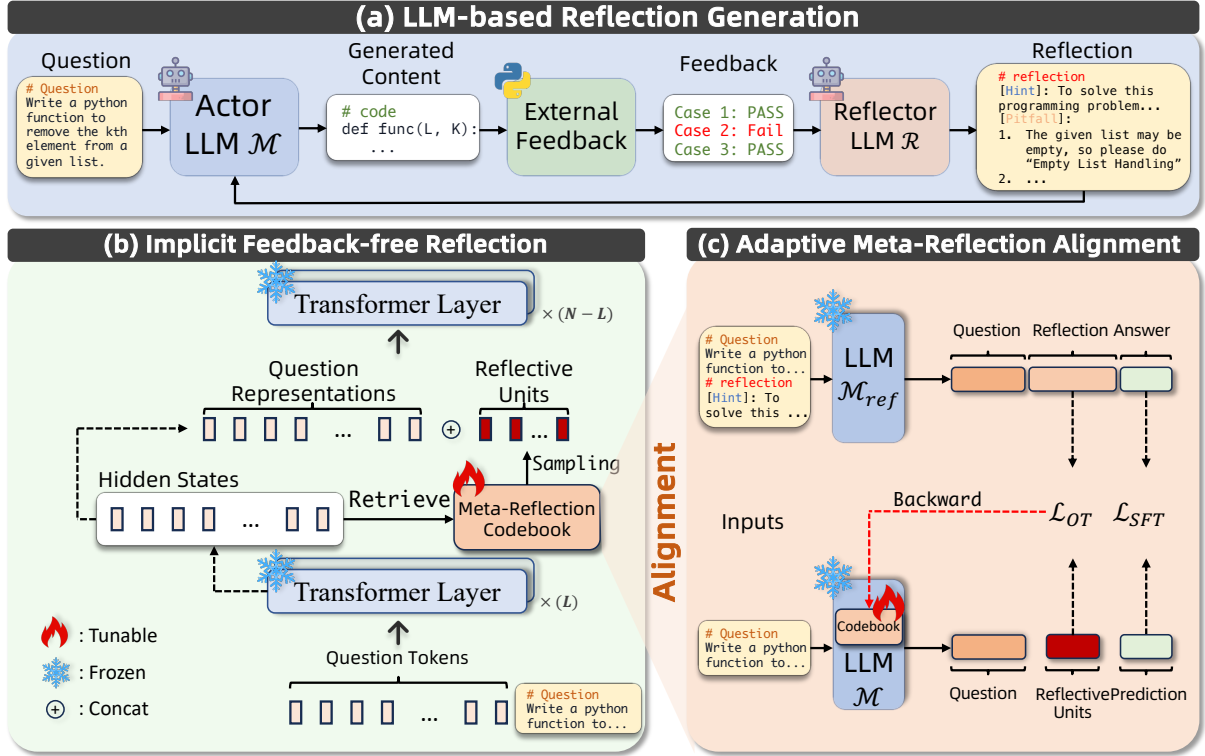 (a) LLM-based Reflection Generation
Question
# Question
Write a python
function to
remove the kth
element from a
given list.
Actor
LLM ℳ
Generated
Content
# code
def func(L, K):
...
External
Feedback
Feedback
Case 1: PASS
Case 2: Fail
Case 3: PASS
Reflector
LLM ℛ
Reflection
# reflection
[Hint]: To solve this
programming problem...
[Pitfall]:
1. The given list may be
empty, so please do
“Empty List Handling”
2. ...
(b) Implicit Feedback-free Reflection
Transformer Layer
× (N − L)
Question
Representations
Reflective
Units
...
+
...
Sampling
Hidden States
...
Retrieve
Meta-Reflection
Codebook
Transformer Layer
× (L)
: Tunable
: Frozen
+ : Concat
Question Tokens
...
# Question
Write a python
function to...
Alignment
(c) Adaptive Meta-Reflection Alignment
# Question
Write a python
function to...
# reflection
[Hint]: To
solve this ...
LLM
ℳref
Question Reflection Answer
Backward
Inputs
ℒOT ℒSFT
# Question
Write a python
function to...
Codebook
LLM
ℳ
Question
Reflective
Units
Prediction